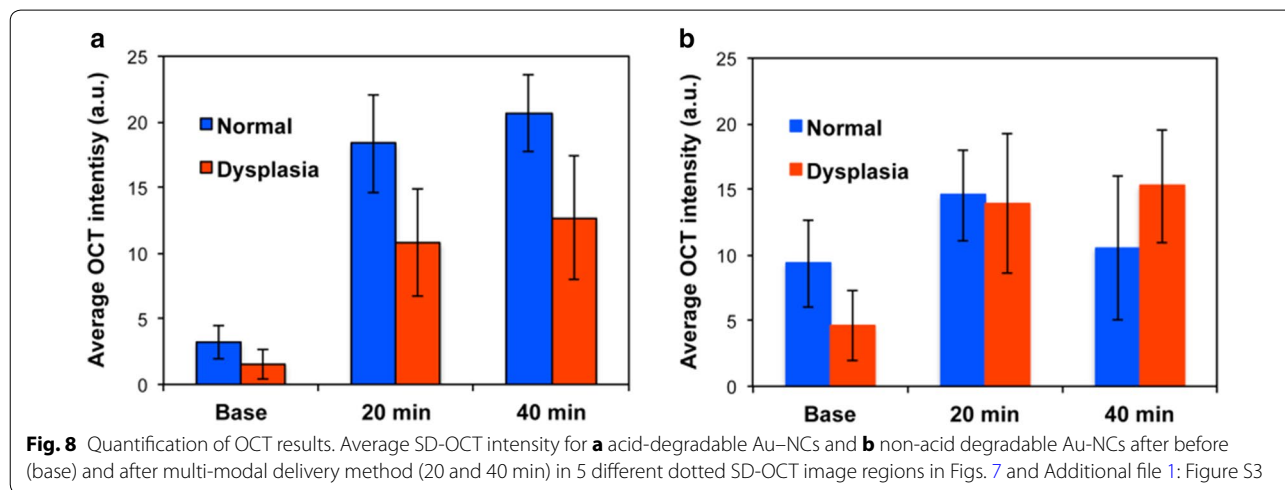 a
Average OCT intentisy (a.u.)
25
20
15
10
5
0
Normal
Dysplasia
Base 20 min 40 min
b
Average OCT intensity (a.u.)
25
20
15
10
5
0
Normal
Dysplasia
Base 20 min 40 min
Fig. 8 Quantification of OCT results. Average SD-OCT intensity for a acid-degradable Au–NCs and b non-acid degradable Au-NCs after before
(base) and after multi-modal delivery method (20 and 40 min) in 5 different dotted SD-OCT image regions in Figs. 7 and Additional file 1: Figure S3